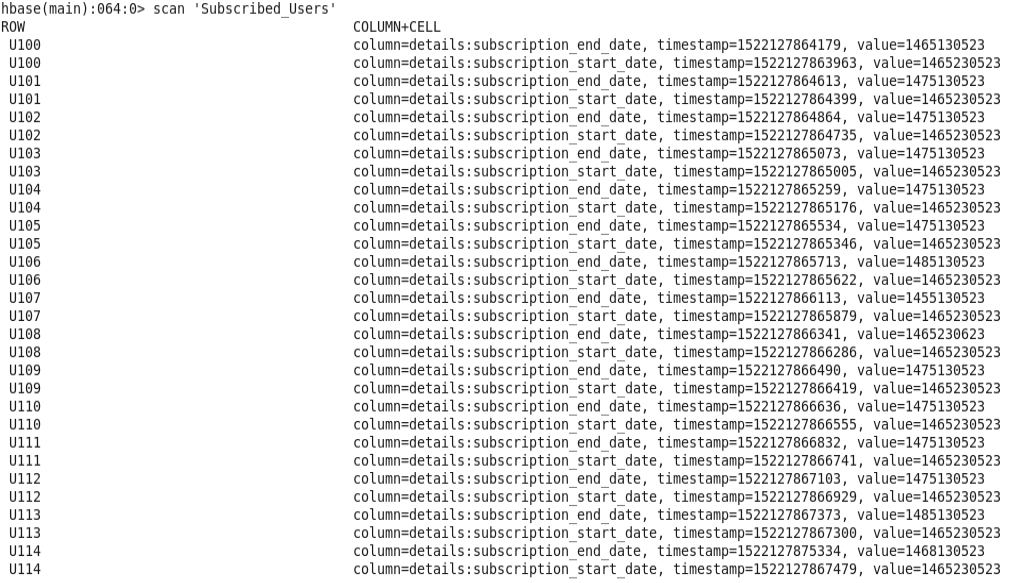 hbase(main):064:0> scan 'Subscribed_Users'
ROW COLUMN+CELL
U100 column=details:subscription_end_date, timestamp=1522127864179, value=1465130523
U100 column=details:subscription_start_date, timestamp=1522127863963, value=1465230523
U101 column=details:subscription_end_date, timestamp=1522127864613, value=1475130523
U101 column=details:subscription_start_date, timestamp=1522127864399, value=1465230523
U102 column=details:subscription_end_date, timestamp=1522127864864, value=1475130523
U102 column=details:subscription_start_date, timestamp=1522127864735, value=1465230523
U103 column=details:subscription_end_date, timestamp=1522127865073, value=1475130523
U103 column=details:subscription_start_date, timestamp=1522127865005, value=1465230523
U104 column=details:subscription_end_date, timestamp=1522127865259, value=1475130523
U104 column=details:subscription_start_date, timestamp=1522127865176, value=1465230523
U105 column=details:subscription_end_date, timestamp=1522127865534, value=1475130523
U105 column=details:subscription_start_date, timestamp=1522127865346, value=1465230523
U106 column=details:subscription_end_date, timestamp=1522127865713, value=1485130523
U106 column=details:subscription_start_date, timestamp=1522127865622, value=1465230523
U107 column=details:subscription_end_date, timestamp=1522127866113, value=1455130523
U107 column=details:subscription_start_date, timestamp=1522127865879, value=1465230523
U108 column=details:subscription_end_date, timestamp=1522127866341, value=1465230623
U108 column=details:subscription_start_date, timestamp=1522127866286, value=1465230523
U109 column=details:subscription_end_date, timestamp=1522127866490, value=1475130523
U109 column=details:subscription_start_date, timestamp=1522127866419, value=1465230523
U110 column=details:subscription_end_date, timestamp=1522127866636, value=1475130523
U110 column=details:subscription_start_date, timestamp=1522127866555, value=1465230523
U111 column=details:subscription_end_date, timestamp=1522127866832, value=1475130523
U111 column=details:subscription_start_date, timestamp=1522127866741, value=1465230523
U112 column=details:subscription_end_date, timestamp=1522127867103, value=1475130523
U112 column=details:subscription_start_date, timestamp=1522127866929, value=1465230523
U113 column=details:subscription_end_date, timestamp=1522127867373, value=1485130523
U113 column=details:subscription_start_date, timestamp=1522127867300, value=1465230523
U114 column=details:subscription_end_date, timestamp=1522127875334, value=1468130523
U114 column=details:subscription_start_date, timestamp=1522127867479, value=1465230523